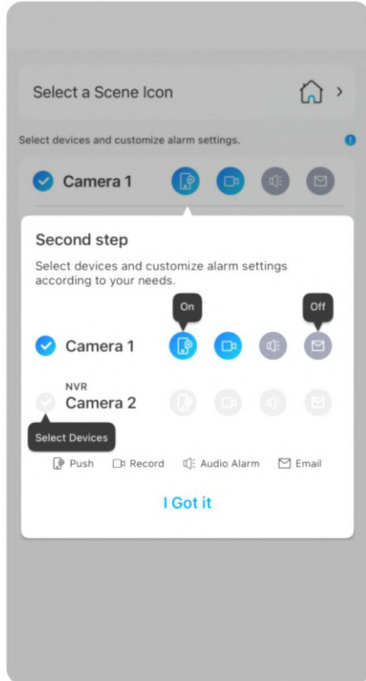 Select a Scene Icon
Select devices and customize alarm settings.
Camera 1
Second step
Select devices and customize alarm settings
according to your needs.
On
Off
Camera 1
NVR
Camera 2
Select Devices
Push Record Audio Alarm Email
I Got it